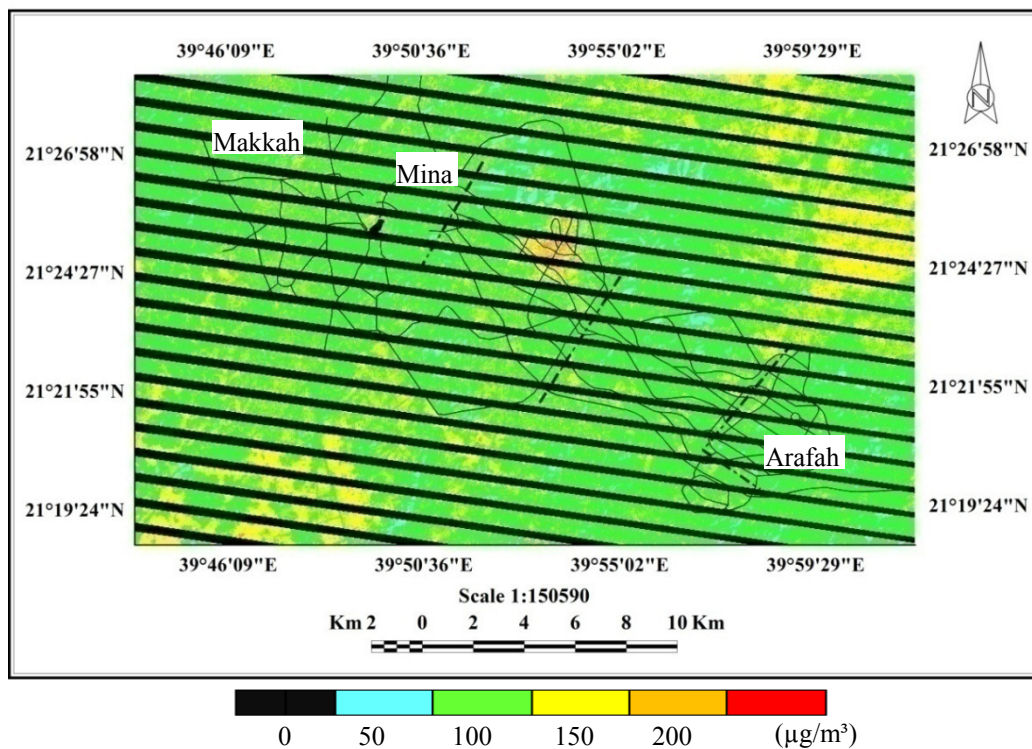 39°46'09"E 39°50'36"E 39°55'02"E 39°59'29"E
N
21°26'58"N 21°26'58"N
Makkah
Mina
21°24'27"N 21°24'27"N
21°21'55"N 21°21'55"N
Arafah
21°19'24"N 21°19'24"N
39°46'09"E 39°50'36"E 39°55'02"E 39°59'29"E
Scale 1:150590
Km 2 0 2 4 6 8 10 Km
0 50 100 150 200 (µg/m³)